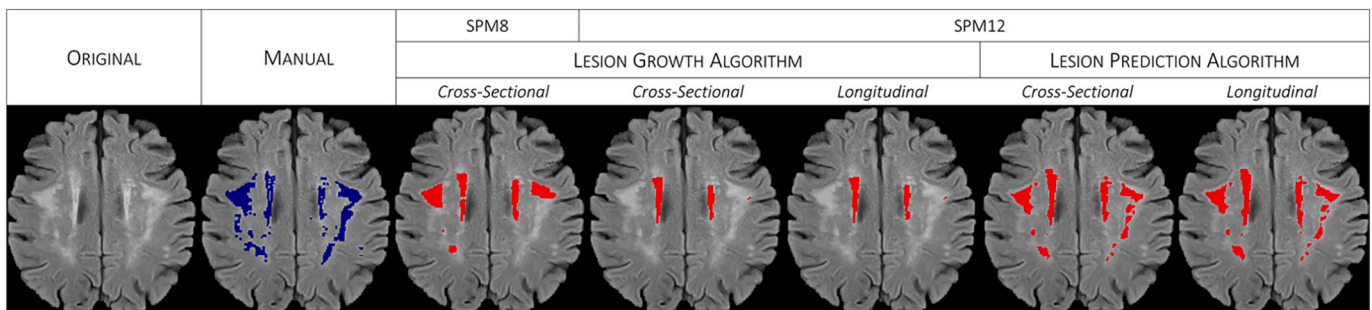 SPM8 SPM12
ORIGINAL MANUAL LESION GROWTH ALGORITHM LESION PREDICTION ALGORITHM
Cross-Sectional Cross-Sectional Longitudinal Cross-Sectional Longitudinal